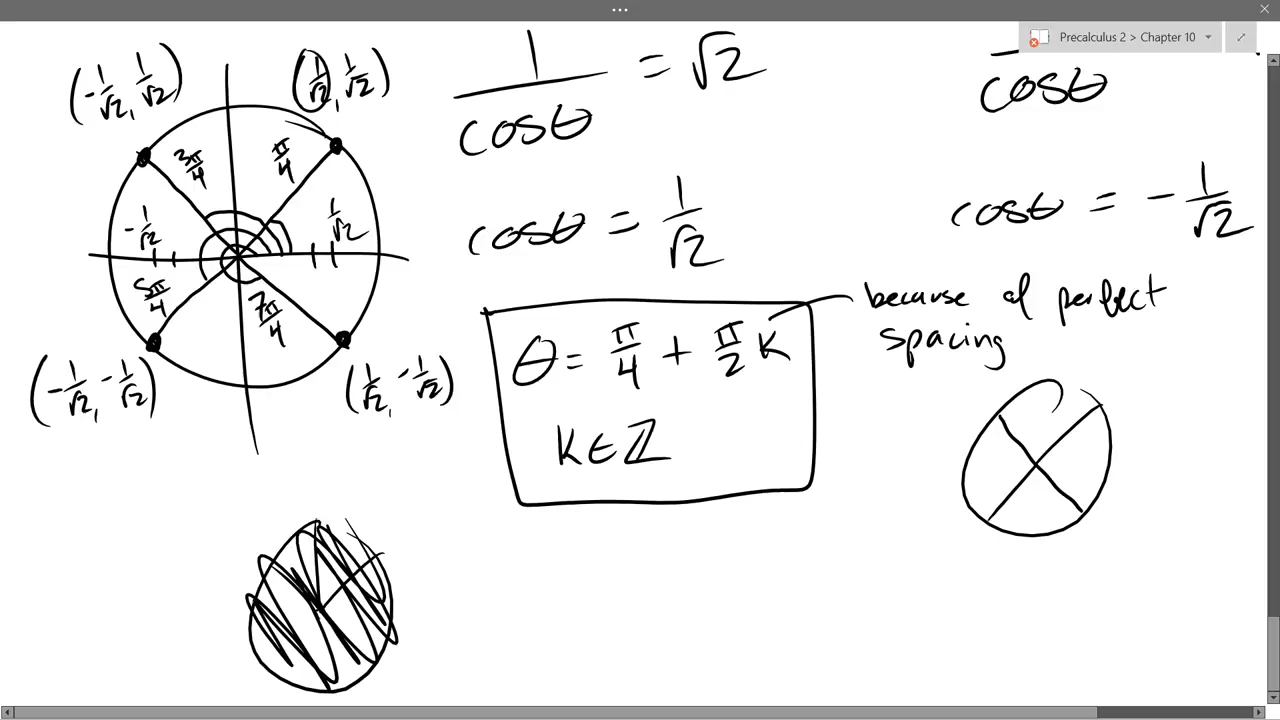 ...
Precalculus 2 > Chapter 10
(-1/√2, 1/√2)
(1/√2, 1/√2)
1/cosθ = √2
cosθ
3π/4
π/4
-1/√2
1/√2
cosθ = 1/√2
cosθ = -1/√2
5π/4
7π/4
(-1/√2, -1/√2)
(1/√2, -1/√2)
θ = π/4 + π/2 K
K∈ℤ
because of perfect
spacing